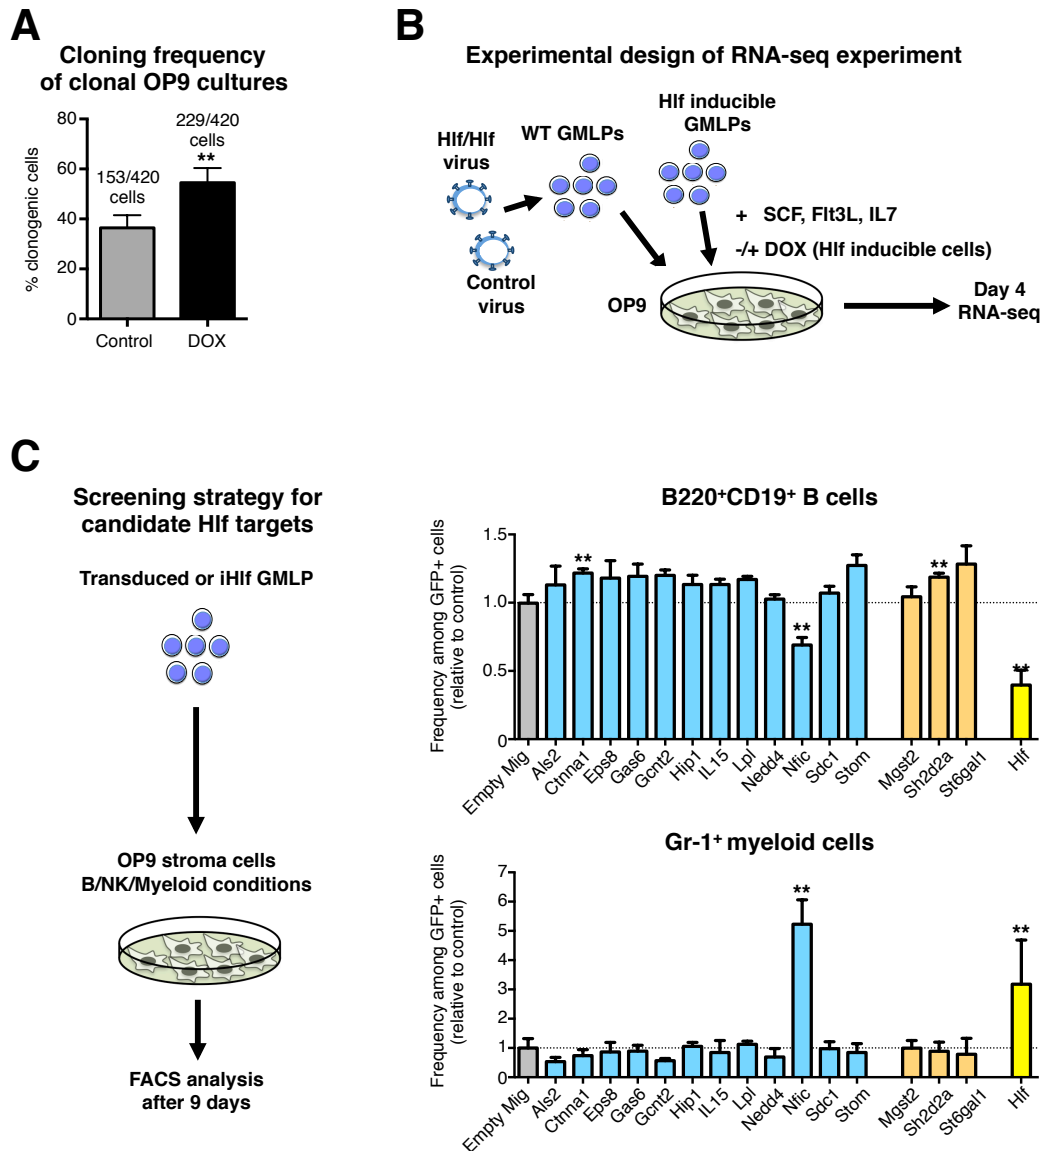 A
Cloning frequency
of clonal OP9 cultures
% clonogenic cells
80
60
40
20
0
153/420
cells
229/420
cells
**
Control
DOX
B
Experimental design of RNA-seq experiment
Hlf/Hlf
virus
WT GMLPs
Hlf inducible
GMLPs
Control
virus
+ SCF, Flt3L, IL7
-/+ DOX (Hlf inducible cells)
OP9
Day 4
RNA-seq
C
Screening strategy for
candidate Hlf targets
Transduced or iHlf GMLP
OP9 stroma cells
B/NK/Myeloid conditions
FACS analysis
after 9 days
B220+CD19+ B cells
Frequency among GFP+ cells
(relative to control)
1.5
1.0
0.5
0
**
**
**
**
Empty Mig
Als2
Ctnna1
Eps8
Gas6
Gcnt2
Hip1
IL15
Lpl
Nedd4
Nfic
Sdc1
Stom
Mgst2
Sh2d2a
St6gal1
Hlf
Gr-1+ myeloid cells
Frequency among GFP+ cells
(relative to control)
7
6
5
4
3
2
1
0
**
**
Empty Mig
Als2
Ctnna1
Eps8
Gas6
Gcnt2
Hip1
IL15
Lpl
Nedd4
Nfic
Sdc1
Stom
Mgst2
Sh2d2a
St6gal1
Hlf